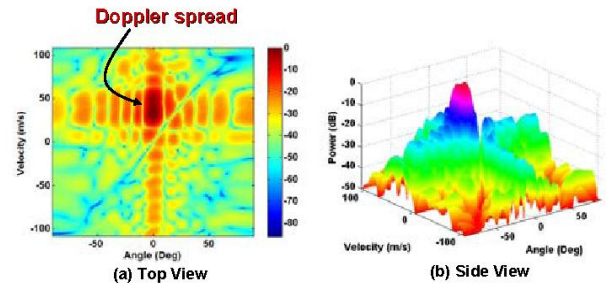 Doppler spread
100
50
0
-50
-100
Velocity (m/s)
-50 0 50
Angle (Deg)
0
-10
-20
-30
-40
-50
-60
-70
-80
(a) Top View
0
-10
-20
-30
-40
-50
Power (dB)
100
0
-100
Velocity (m/s)
-50
0
50
Angle (Deg)
(b) Side View